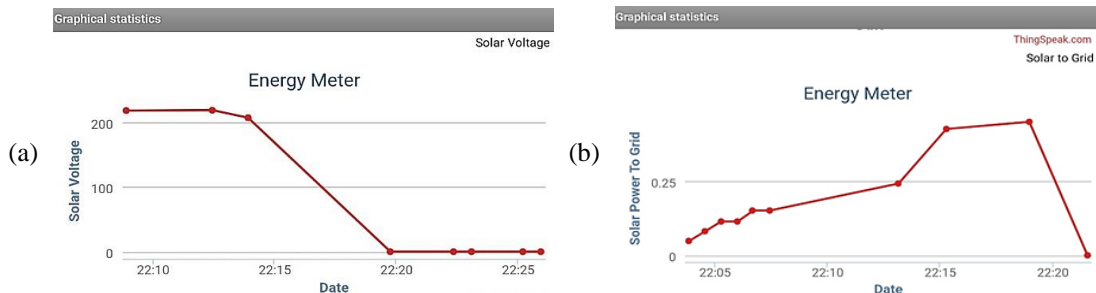 (a)
Graphical statistics
Solar Voltage
Energy Meter
Solar Voltage
200
100
0
22:10
22:15
22:20
22:25
Date
(b)
Graphical statistics
ThingSpeak.com
Solar to Grid
Energy Meter
Solar Power To Grid
0.25
0
22:05
22:10
22:15
22:20
Date